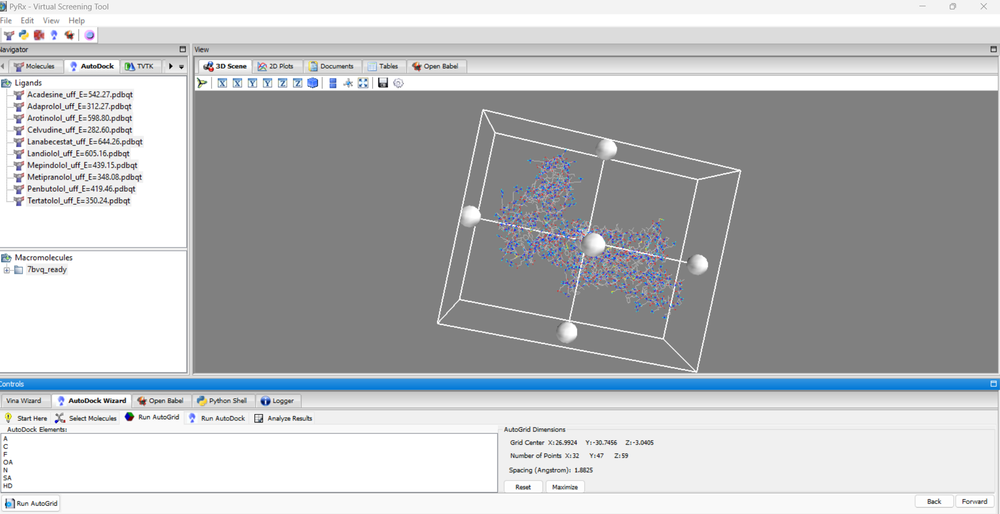 PyRx - Virtual Screening Tool
File Edit View Help
Navigator
View
Molecules AutoDock TVTK
3D Scene 2D Plots Documents Tables Open Babel
X X Y Y Z Z
Ligands
Acadesine_uff_E=542.27.pdbqt
Adaprolol_uff_E=312.27.pdbqt
Arotinolol_uff_E=598.80.pdbqt
Celvudine_uff_E=282.60.pdbqt
Lanabecestat_uff_E=644.26.pdbqt
Landiolol_uff_E=605.16.pdbqt
Mepindolol_uff_E=439.15.pdbqt
Metipranolol_uff_E=348.08.pdbqt
Penbutolol_uff_E=419.46.pdbqt
Tertatolol_uff_E=350.24.pdbqt
Macromolecules
7bvq_ready
Controls
Vina Wizard AutoDock Wizard Open Babel Python Shell Logger
Start Here Select Molecules Run AutoGrid Run AutoDock Analyze Results
AutoDock Elements:
A
C
F
OA
N
SA
HD
AutoGrid Dimensions
Grid Center X:26.9924 Y:-30.7456 Z:-3.0405
Number of Points X:32 Y:47 Z:59
Spacing (Angstrom): 1.8825
Reset Maximize
Run AutoGrid
Back Forward